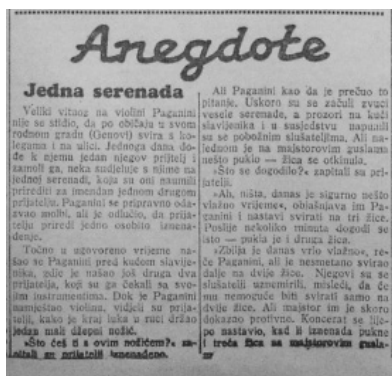 Anegdote
Jedna serenada
Veliki vitaog na violini Paganini
nije se stidio, da po običaju u svom
rodnom gradu (Genovi) svira s ko-
legama i na ulici. Jednoga dana do-
đe k njemu jedan njegov prijtelj i
zamoli ga, neka sudjeluje s njime na
jednoj serenadi, koju su oni naumili
prirediti za imendan jednom drugom
prijatelju. Paganini se pripravno oda-
zvao molbi, ali je odlučio, da prija-
telju priredi jedno osobito iznena-
đenje.
Točno u ugovoreno vrijeme na-
šao se Paganini pred kućom slavlje-
nika, gdje je našao još druga dva
prijatelja, koji su ga čekali sa svo-
jim instrumentima. Dok je Paganini
namještao violinu, vidješi su prija-
telji, kako je kraj luka u ruci držao
jedan mali džepni nožić.
»Što ćeš ti s ovim nožićem?« za-
pitali su prijatelji iznenađeno.
Ali Paganini kao da je prečuo to
pitanje. Uskoro su se začuli zvuci
vesele serenade, a prozori na kući
slavljenika i u susjedstvu napunili
su se pobožnim slušateljima. Ali na-
jednom je na majstorovim guslama
nešto puklo — žica se otkinula.
»Što se dogodilo?« zapitali su pri-
jatelji.
»Ah, ništa, danas je sigurno nešto
vlažno vrijeme«, objašnjava im Pa-
ganini i nastavi svirati na tri žice.
Poslije nekoliko minuta dogodi se
isto — pukla je i druga žica.
»Zbilja je danas vrlo vlažno«, re-
če Paganini, ali je nesmetano svirao
dalje na dvije žice. Njegovi su se
slušatelji uznemirili, misleći, da će
mu nemoguće biti svirati samo na
dvije žice. Ali majstor im je skoro
dokazao protivno. Koncerat se lije-
po nastavio, kad li iznenada pukne
i treća žica na majstorovim gusla-